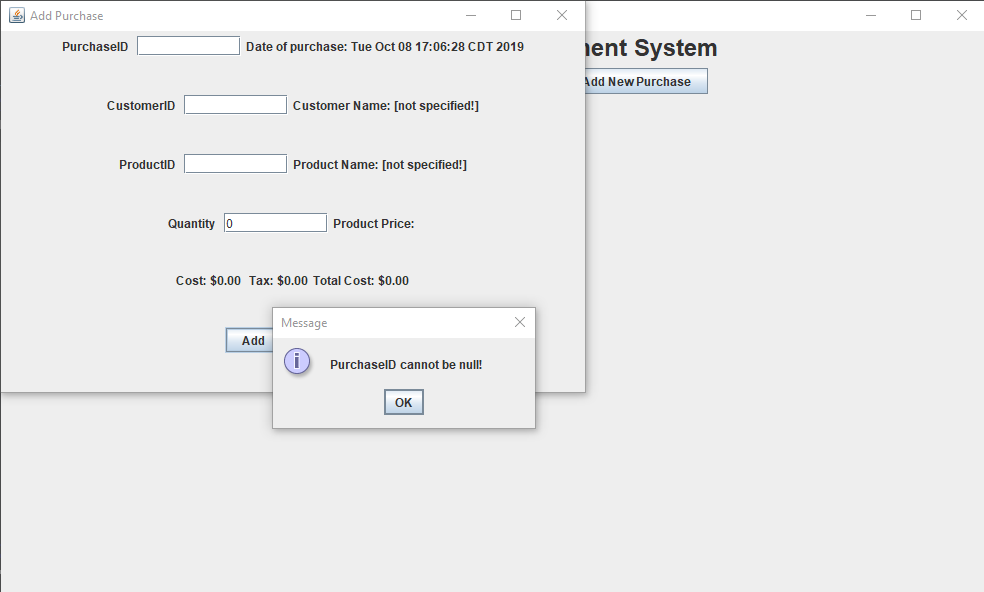 Add Purchase
PurchaseID Date of purchase: Tue Oct 08 17:06:28 CDT 2019
ent System
Add New Purchase
CustomerID Customer Name: [not specified!]
ProductID Product Name: [not specified!]
Quantity 0 Product Price:
Cost: $0.00 Tax: $0.00 Total Cost: $0.00
Add
Message
PurchaseID cannot be null!
OK